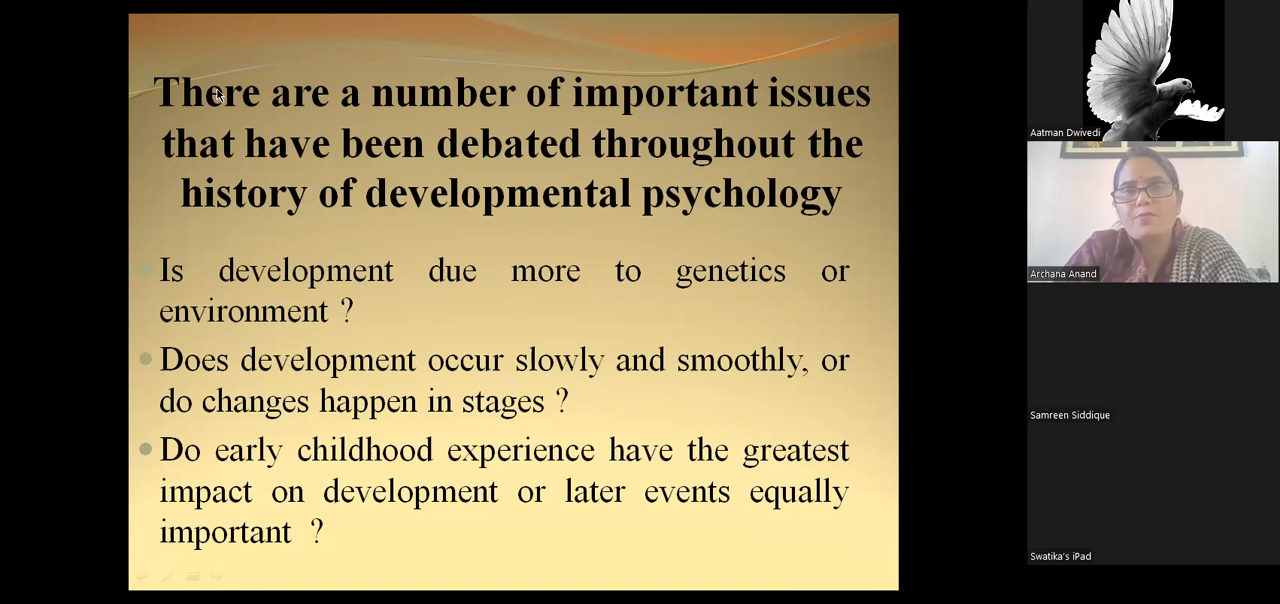 There are a number of important issues
that have been debated throughout the
history of developmental psychology
Is development due more to genetics or
environment ?
Does development occur slowly and smoothly, or
do changes happen in stages ?
Do early childhood experience have the greatest
impact on development or later events equally
important ?
Aatman Dwivedi
Archana Anand
Samreen Siddique
Swatika's iPad